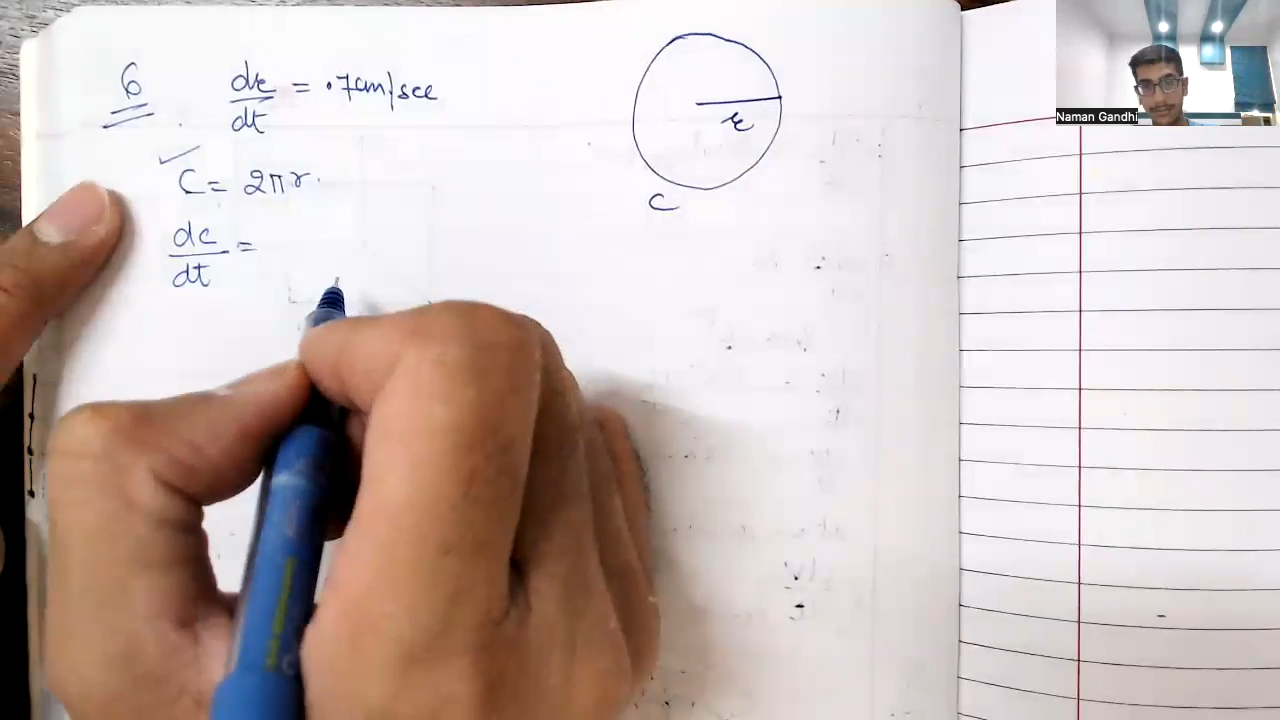 6 dr/dt = .7cm/sec
r
C = 2πr.
C
dc/dt =
Naman Gandhi